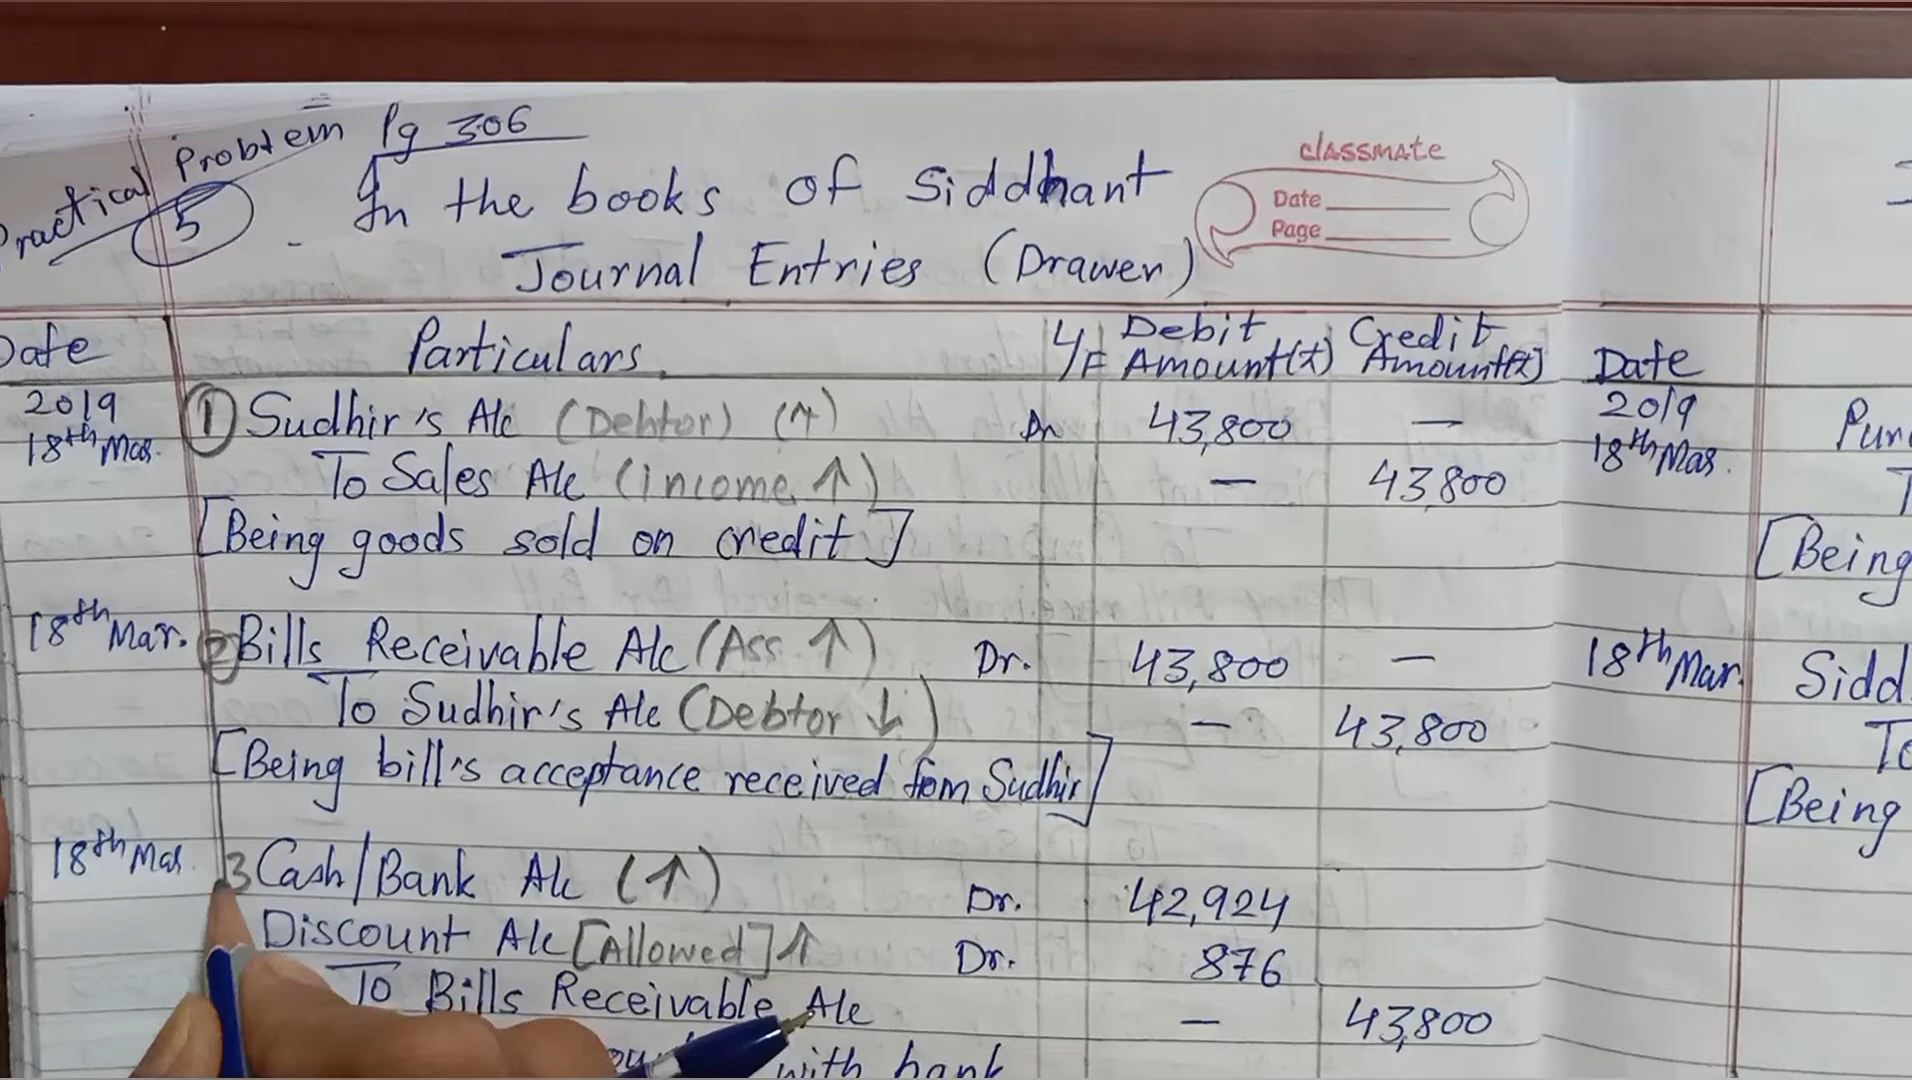 Practical Problem Pg 306
5
In the books of Siddhant
Journal Entries (Drawer)
classmate
Date
Page
Date Particulars L/F Debit Amount(₹) Credit Amount(₹)
2019
18th Mar. 1 Sudhir's A/c (Debtor) (↑) Dr 43,800 —
To Sales A/c (income ↑) — 43,800
[Being goods sold on credit]
18th Mar. 2 Bills Receivable A/c (Ass. ↑) Dr. 43,800 —
To Sudhir's A/c (Debtor ↓) — 43,800
[Being bill's acceptance received from Sudhir]
18th Mar 3 Cash/Bank A/c (↑) Dr. 42,924
Discount A/c [Allowed] ↑ Dr. 876
To Bills Receivable A/c — 43,800
with bank
Date
2019
18th Mar.
[Being
18th Mar.
To
[Being